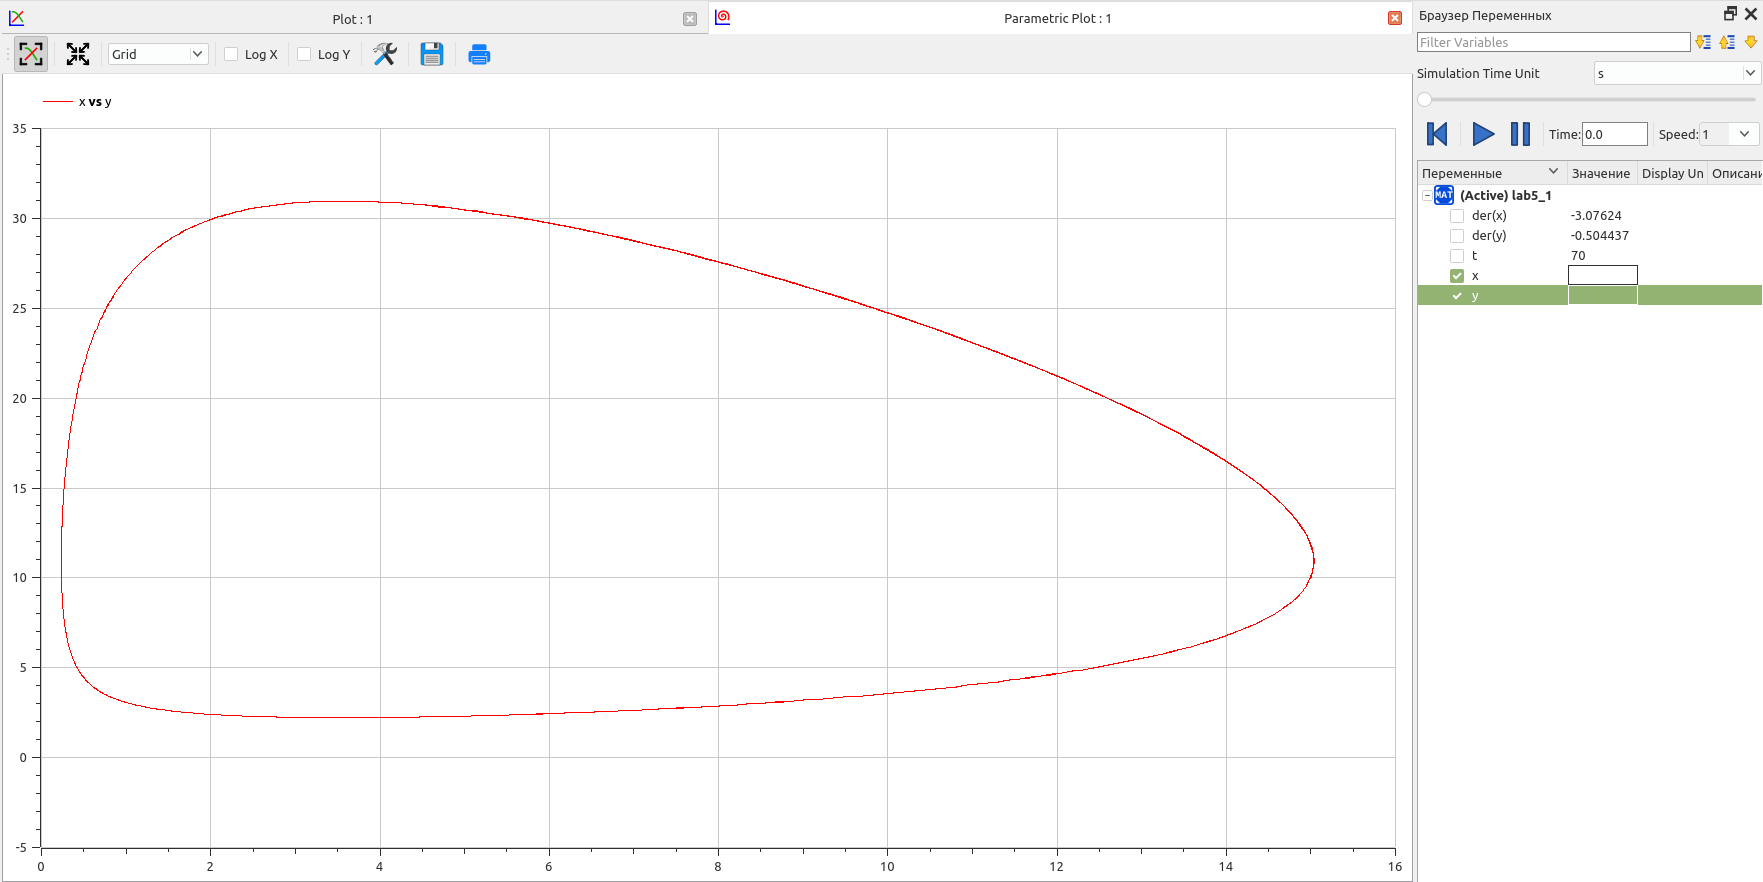 Plot : 1
Parametric Plot : 1
Браузер Переменных
Grid
Log X
Log Y
Filter Variables
Simulation Time Unit
s
Time:
0.0
Speed:
1
Переменные
Значение
Display Un
Описани
MAT
(Active) lab5_1
der(x)
-3.07624
der(y)
-0.504437
t
70
x
y
x vs y
35
30
25
20
15
10
5
0
-5
0
2
4
6
8
10
12
14
16